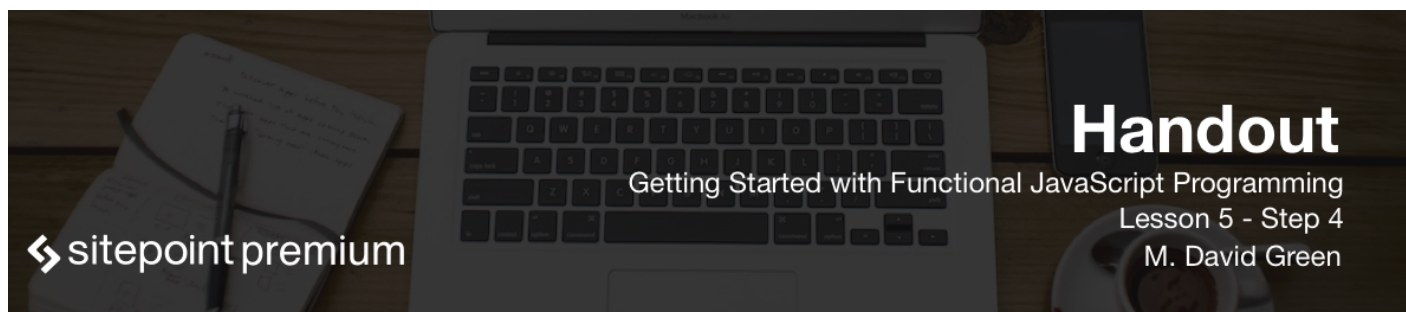 Handout
Getting Started with Functional JavaScript Programming
Lesson 5 - Step 4
M. David Green
sitepoint premium